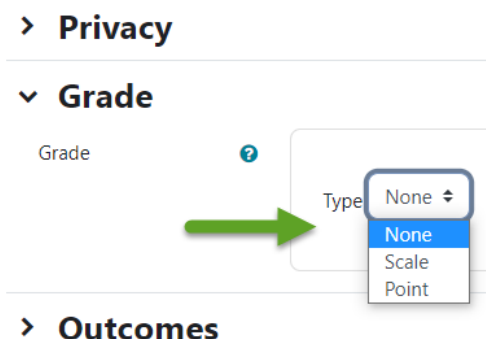 Privacy
Grade
Grade
Type None
None
Scale
Point
Outcomes